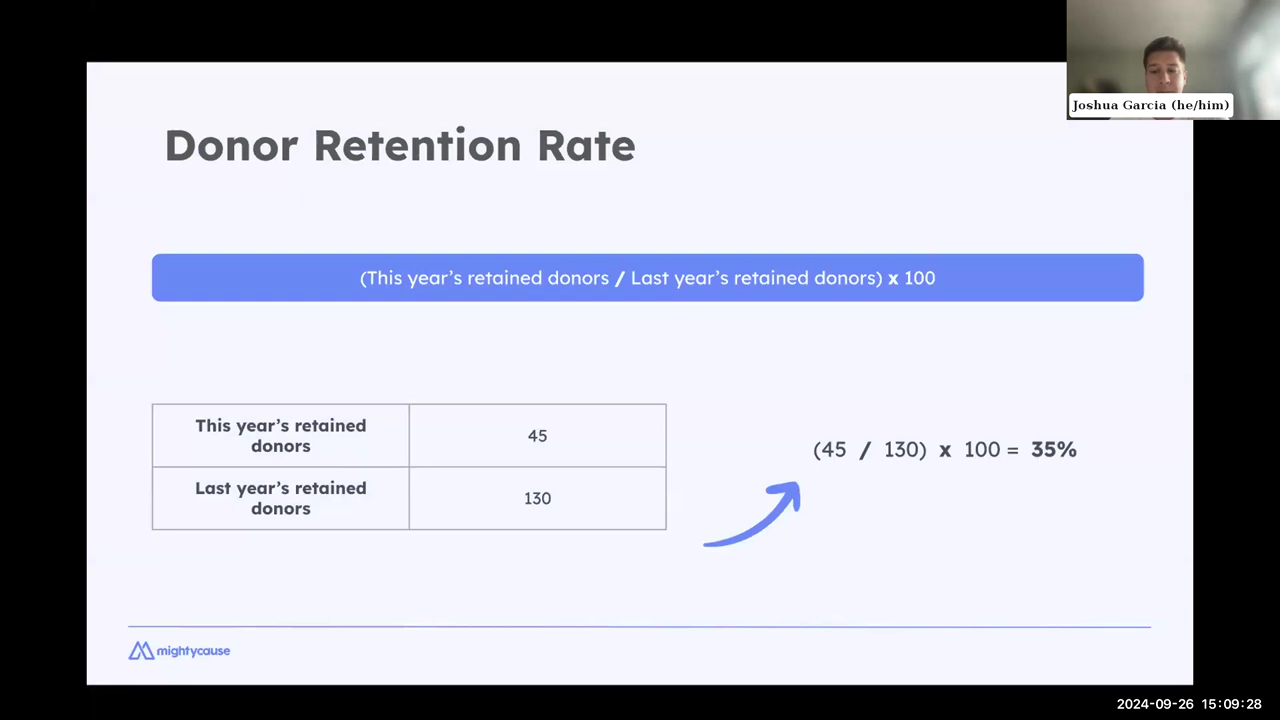 Joshua Garcia (he/him)
Donor Retention Rate
(This year’s retained donors / Last year’s retained donors) x 100
This year’s retained
donors
45
Last year’s retained
donors
130
(45 / 130) x 100 = 35%
mightycause
2024-09-26 15:09:28